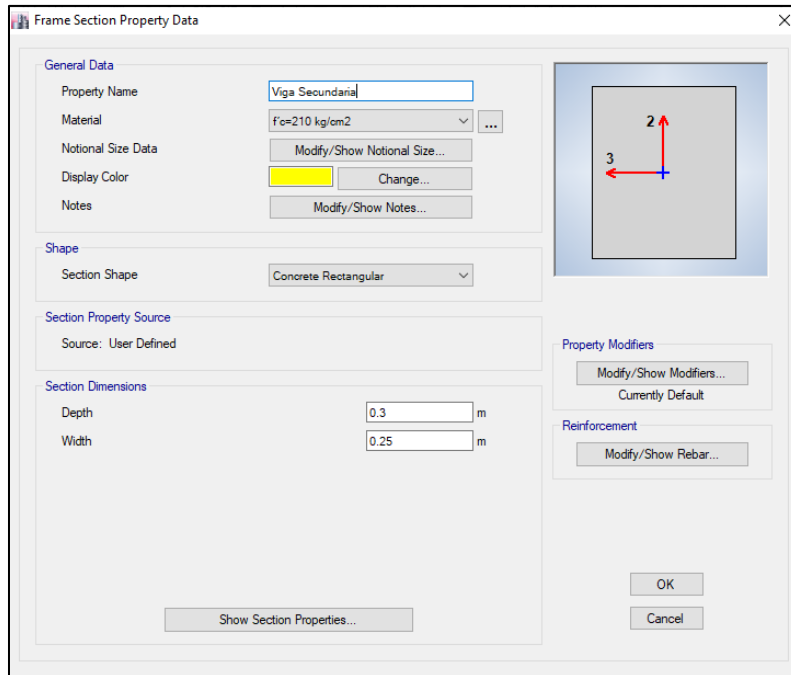 Frame Section Property Data
General Data
Property Name Viga Secundaria
Material f'c=210 kg/cm2 ...
Notional Size Data Modify/Show Notional Size...
Display Color Change...
Notes Modify/Show Notes...
Shape
Section Shape Concrete Rectangular
Section Property Source
Source: User Defined
Section Dimensions
Depth 0.3 m
Width 0.25 m
Show Section Properties...
2
3
Property Modifiers
Modify/Show Modifiers...
Currently Default
Reinforcement
Modify/Show Rebar...
OK
Cancel